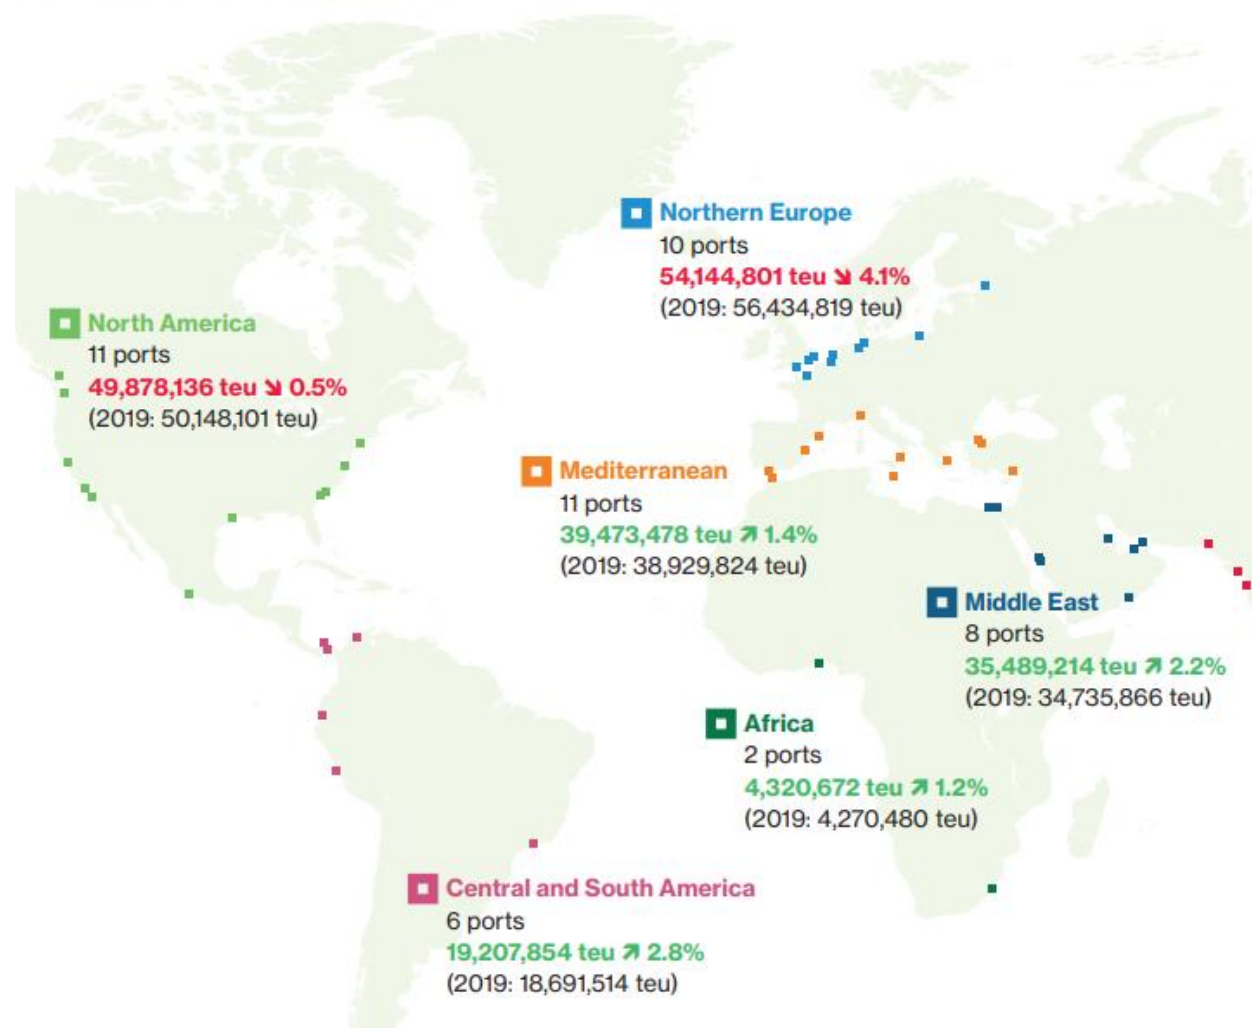 Northern Europe
10 ports
54,144,801 teu ↘ 4.1%
(2019: 56,434,819 teu)
North America
11 ports
49,878,136 teu ↘ 0.5%
(2019: 50,148,101 teu)
Mediterranean
11 ports
39,473,478 teu ↗ 1.4%
(2019: 38,929,824 teu)
Middle East
8 ports
35,489,214 teu ↗ 2.2%
(2019: 34,735,866 teu)
Africa
2 ports
4,320,672 teu ↗ 1.2%
(2019: 4,270,480 teu)
Central and South America
6 ports
19,207,854 teu ↗ 2.8%
(2019: 18,691,514 teu)